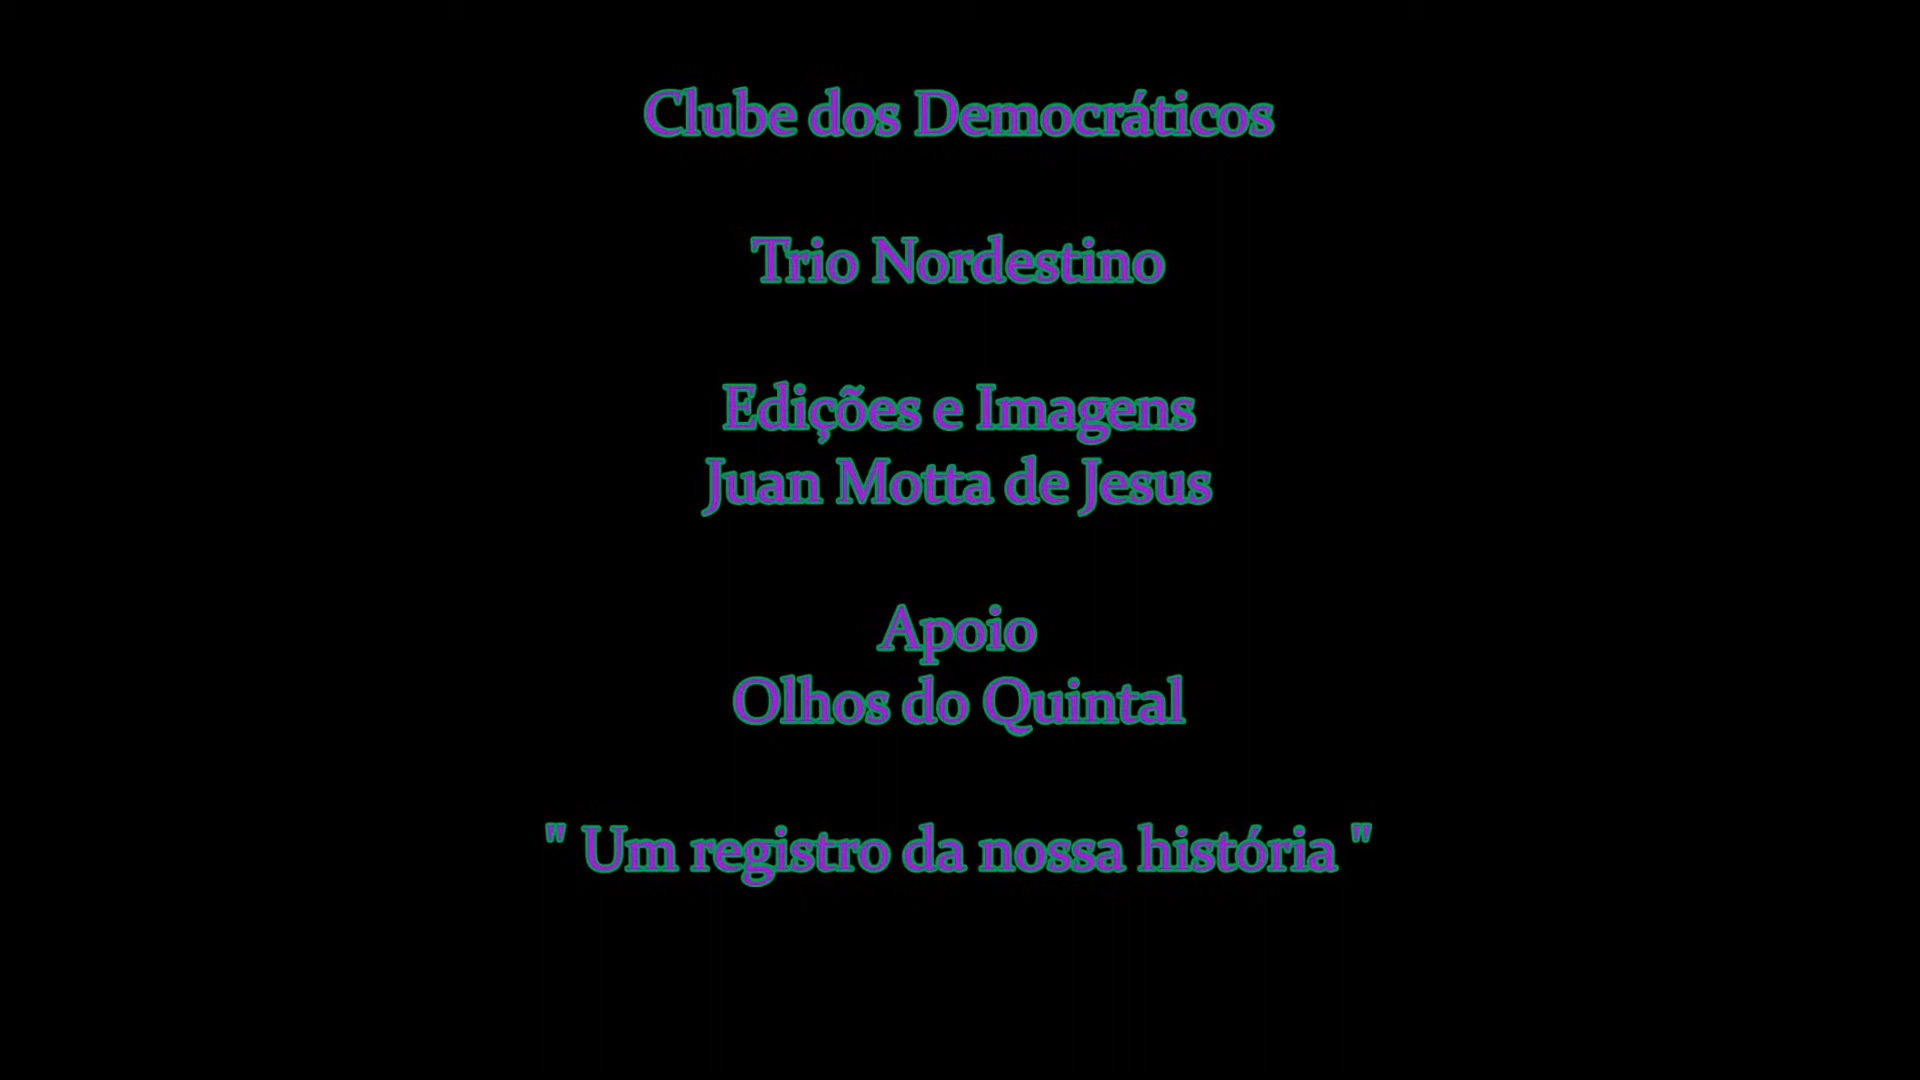 Clube dos Democráticos
Trio Nordestino
Edições e Imagens
Juan Motta de Jesus
Apoio
Olhos do Quintal
" Um registro da nossa história "